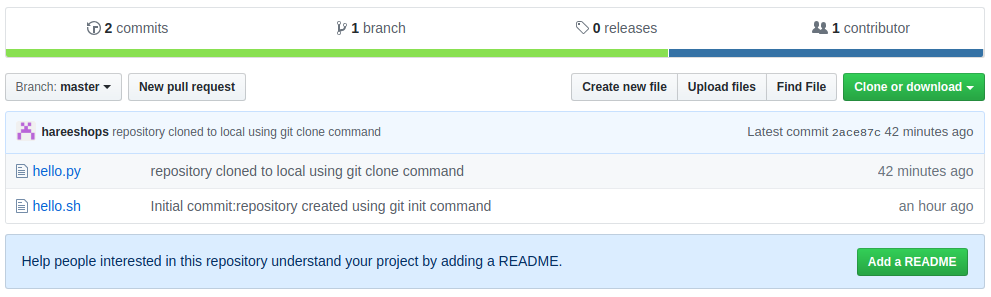 2 commits 1 branch 0 releases 1 contributor
Branch: master New pull request Create new file Upload files Find File Clone or download
hareeshops repository cloned to local using git clone command Latest commit 2ace87c 42 minutes ago
hello.py repository cloned to local using git clone command 42 minutes ago
hello.sh Initial commit:repository created using git init command an hour ago
Help people interested in this repository understand your project by adding a README. Add a README